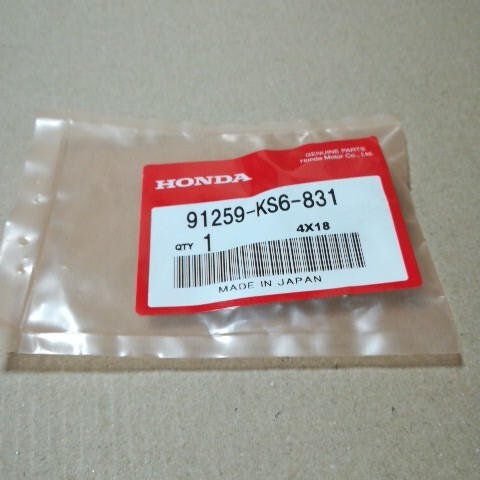 GENUINE PARTS
Honda Motor Co., Ltd.
HONDA
91259-KS6-831
QTY 1 4X18
MADE IN JAPAN